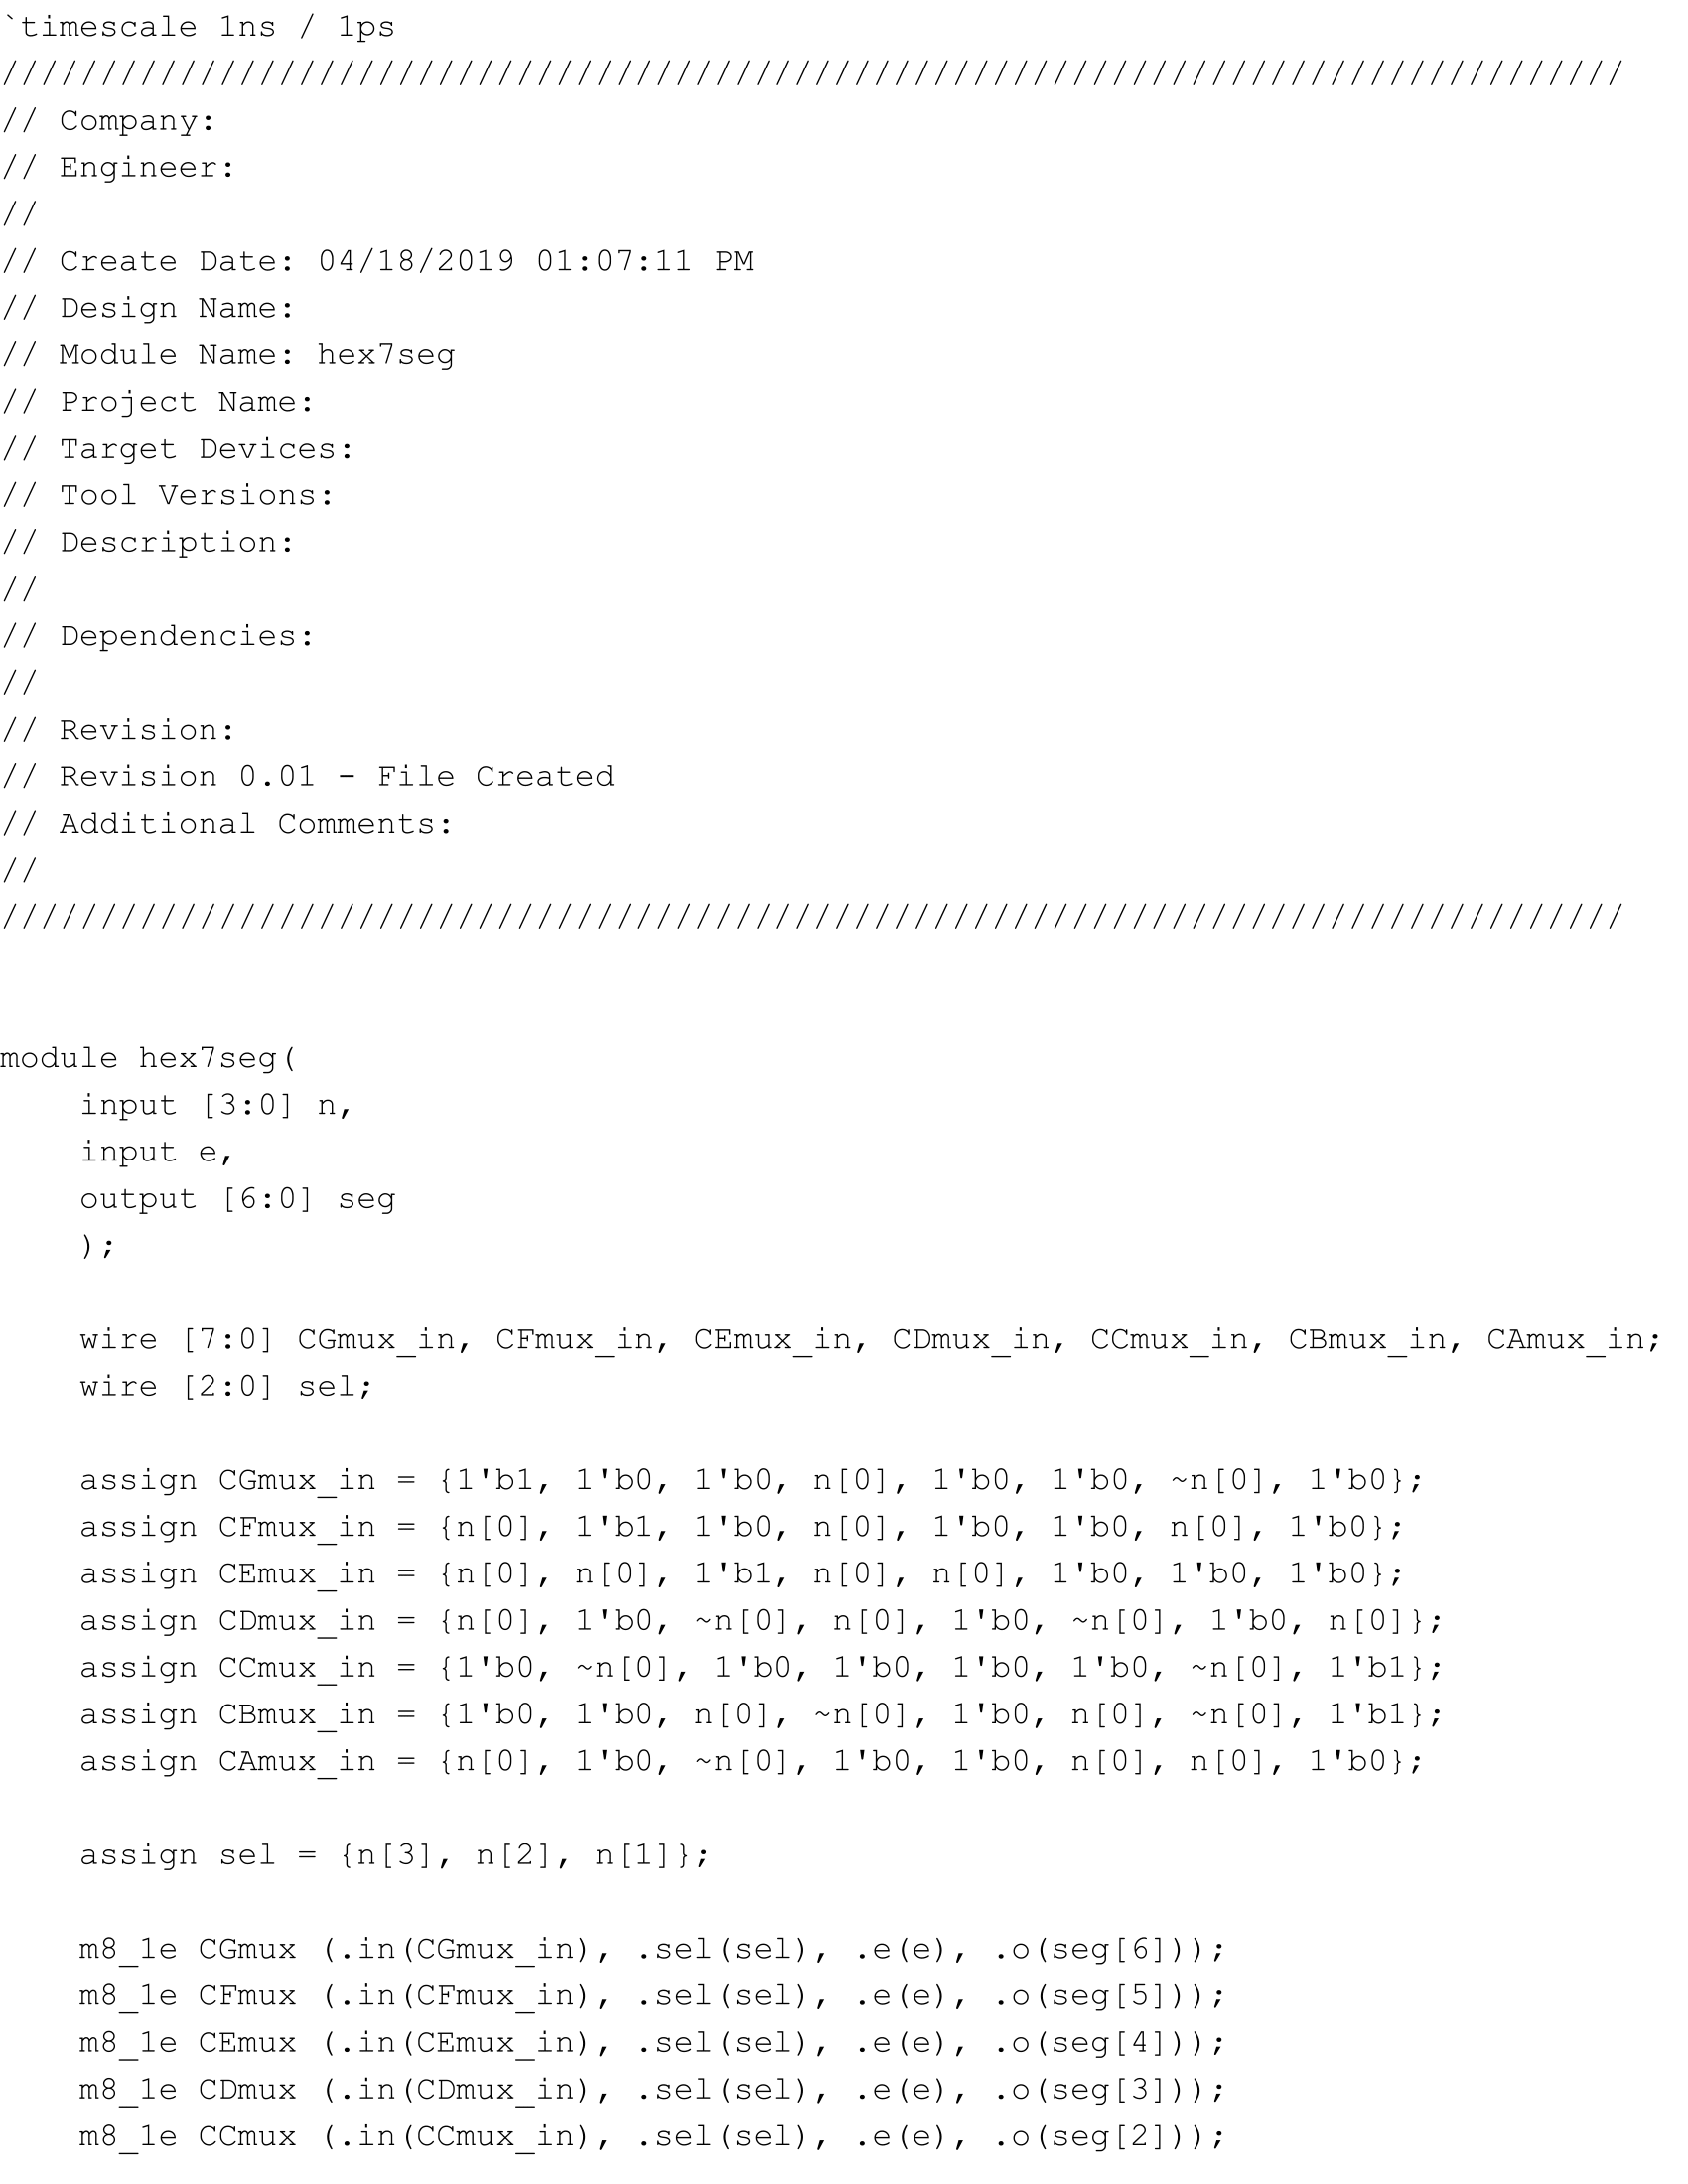 `timescale 1ns / 1ps
//////////////////////////////////////////////////////////////////////////////////
// Company:
// Engineer:
//
// Create Date: 04/18/2019 01:07:11 PM
// Design Name:
// Module Name: hex7seg
// Project Name:
// Target Devices:
// Tool Versions:
// Description:
//
// Dependencies:
//
// Revision:
// Revision 0.01 - File Created
// Additional Comments:
//
//////////////////////////////////////////////////////////////////////////////////
module hex7seg(
    input [3:0] n,
    input e,
    output [6:0] seg
    );
    wire [7:0] CGmux_in, CFmux_in, CEmux_in, CDmux_in, CCmux_in, CBmux_in, CAmux_in;
    wire [2:0] sel;
    assign CGmux_in = {1'b1, 1'b0, 1'b0, n[0], 1'b0, 1'b0, ~n[0], 1'b0};
    assign CFmux_in = {n[0], 1'b1, 1'b0, n[0], 1'b0, 1'b0, n[0], 1'b0};
    assign CEmux_in = {n[0], n[0], 1'b1, n[0], n[0], 1'b0, 1'b0, 1'b0};
    assign CDmux_in = {n[0], 1'b0, ~n[0], n[0], 1'b0, ~n[0], 1'b0, n[0]};
    assign CCmux_in = {1'b0, ~n[0], 1'b0, 1'b0, 1'b0, 1'b0, ~n[0], 1'b1};
    assign CBmux_in = {1'b0, 1'b0, n[0], ~n[0], 1'b0, n[0], ~n[0], 1'b1};
    assign CAmux_in = {n[0], 1'b0, ~n[0], 1'b0, 1'b0, n[0], n[0], 1'b0};
    assign sel = {n[3], n[2], n[1]};
    m8_1e CGmux (.in(CGmux_in), .sel(sel), .e(e), .o(seg[6]));
    m8_1e CFmux (.in(CFmux_in), .sel(sel), .e(e), .o(seg[5]));
    m8_1e CEmux (.in(CEmux_in), .sel(sel), .e(e), .o(seg[4]));
    m8_1e CDmux (.in(CDmux_in), .sel(sel), .e(e), .o(seg[3]));
    m8_1e CCmux (.in(CCmux_in), .sel(sel), .e(e), .o(seg[2]));